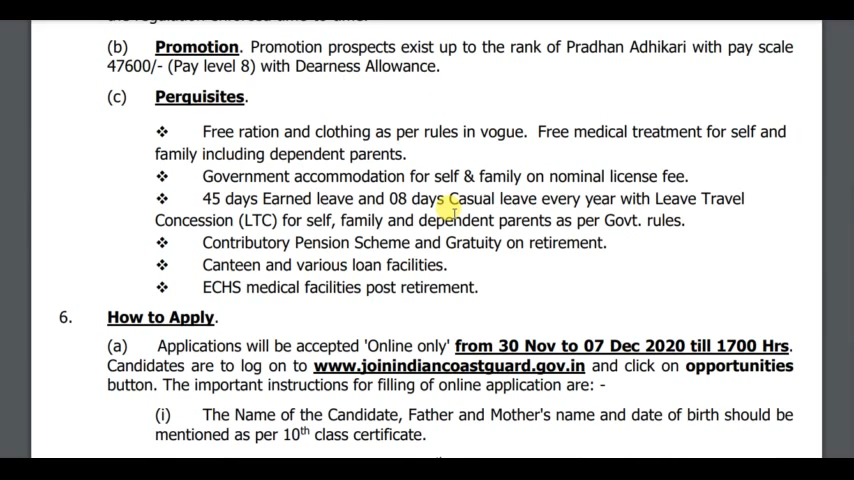 (b) Promotion. Promotion prospects exist up to the rank of Pradhan Adhikari with pay scale
47600/- (Pay level 8) with Dearness Allowance.
(c) Perquisites.
❖ Free ration and clothing as per rules in vogue. Free medical treatment for self and
family including dependent parents.
❖ Government accommodation for self & family on nominal license fee.
❖ 45 days Earned leave and 08 days Casual leave every year with Leave Travel
Concession (LTC) for self, family and dependent parents as per Govt. rules.
❖ Contributory Pension Scheme and Gratuity on retirement.
❖ Canteen and various loan facilities.
❖ ECHS medical facilities post retirement.
6. How to Apply.
(a) Applications will be accepted 'Online only' from 30 Nov to 07 Dec 2020 till 1700 Hrs.
Candidates are to log on to www.joinindiancoastguard.gov.in and click on opportunities
button. The important instructions for filling of online application are: -
(i) The Name of the Candidate, Father and Mother's name and date of birth should be
mentioned as per 10th class certificate.